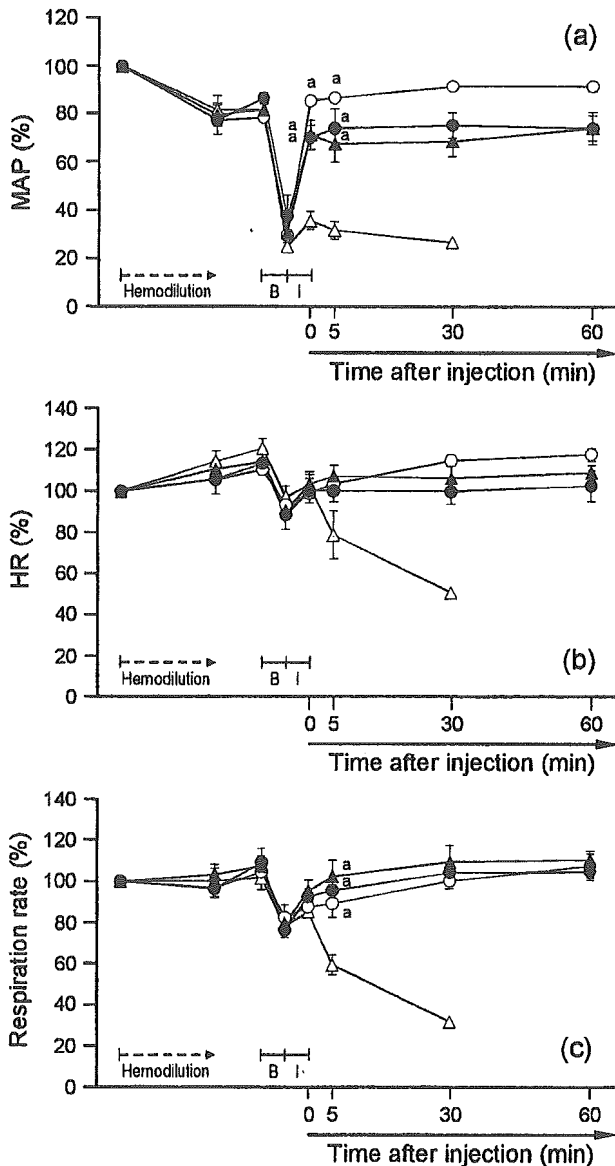 (a)
120
100
80
60
40
20
0
MAP (%)
a
a
a
a
a
a
Hemodilution
B
I
0
5
30
60
Time after injection (min)
140
120
100
80
60
40
20
0
HR (%)
(b)
Hemodilution
B
I
0
5
30
60
Time after injection (min)
140
120
100
80
60
40
20
0
Respiration rate (%)
a
a
a
(c)
Hemodilution
B
I
0
5
30
60
Time after injection (min)